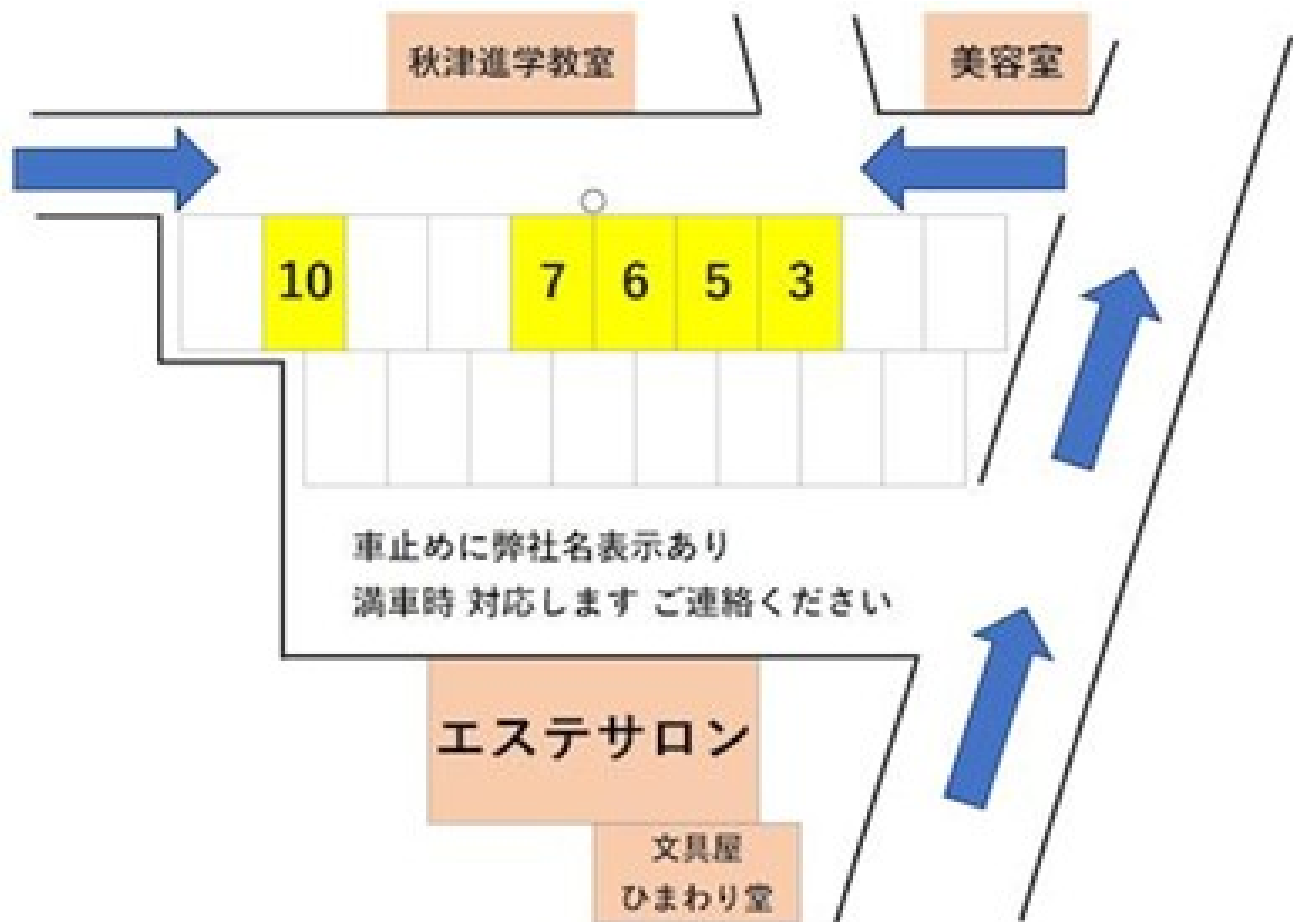 秋津進学教室
美容室
10
7
6
5
3
車止めに弊社名表示あり
満車時 対応します ご連絡ください
エステサロン
文具屋
ひまわり堂